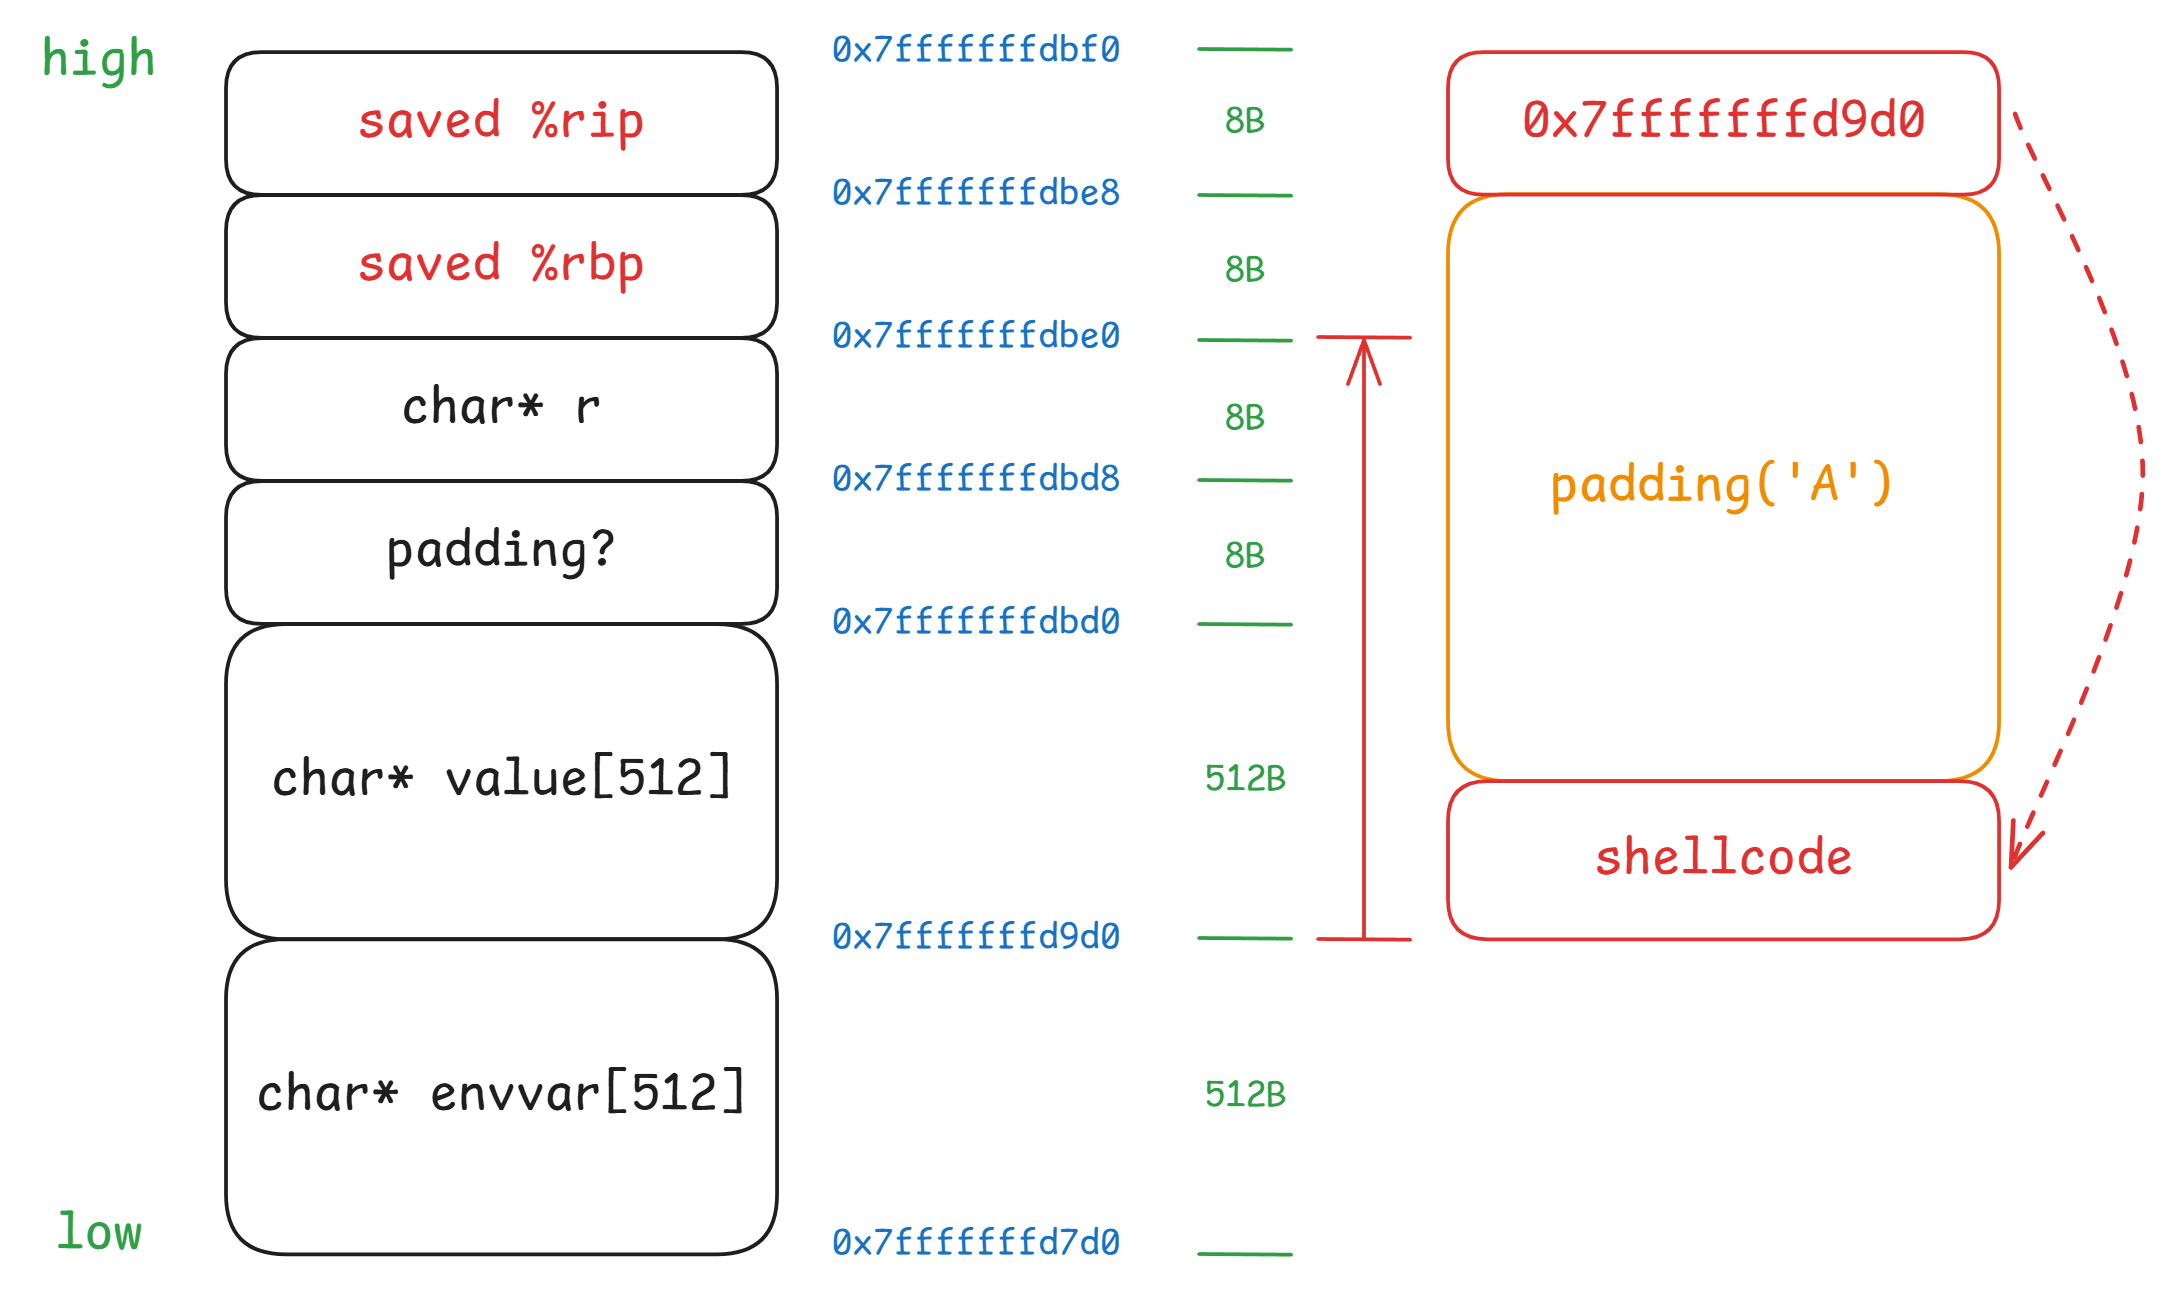 high
low
saved %rip
saved %rbp
char* r
padding?
char* value[512]
char* envvar[512]
0x7fffffffdbf0
0x7fffffffdbe8
0x7fffffffdbe0
0x7fffffffdbd8
0x7fffffffdbd0
0x7fffffffd9d0
0x7fffffffd7d0
8B
8B
8B
8B
512B
512B
0x7fffffffd9d0
padding('A')
shellcode